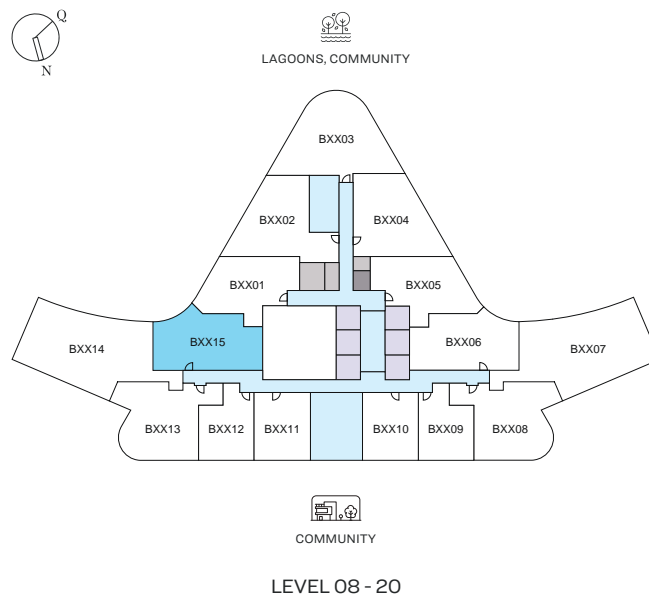 Q
N
LAGOONS, COMMUNITY
BXX03
BXX02
BXX04
BXX01
BXX05
BXX14
BXX15
BXX06
BXX07
BXX13
BXX12
BXX11
BXX10
BXX09
BXX08
COMMUNITY
LEVEL 08 - 20